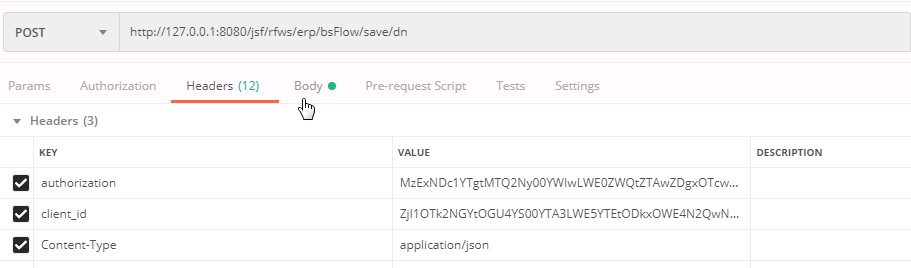 POST http://127.0.0.1:8080/jsf/rfws/erp/bsFlow/save/dn
Params Authorization Headers (12) Body Pre-request Script Tests Settings
Headers (3)
KEY VALUE DESCRIPTION
authorization MzExNDc1YTgtMTQ2Ny00YWIwLWE0ZWQtZTAwZDgxOTcw...
client_id ZjI1OTk2NGYtOGU4YS00YTA3LWE5YTEtODkxOWE4N2QwN...
Content-Type application/json